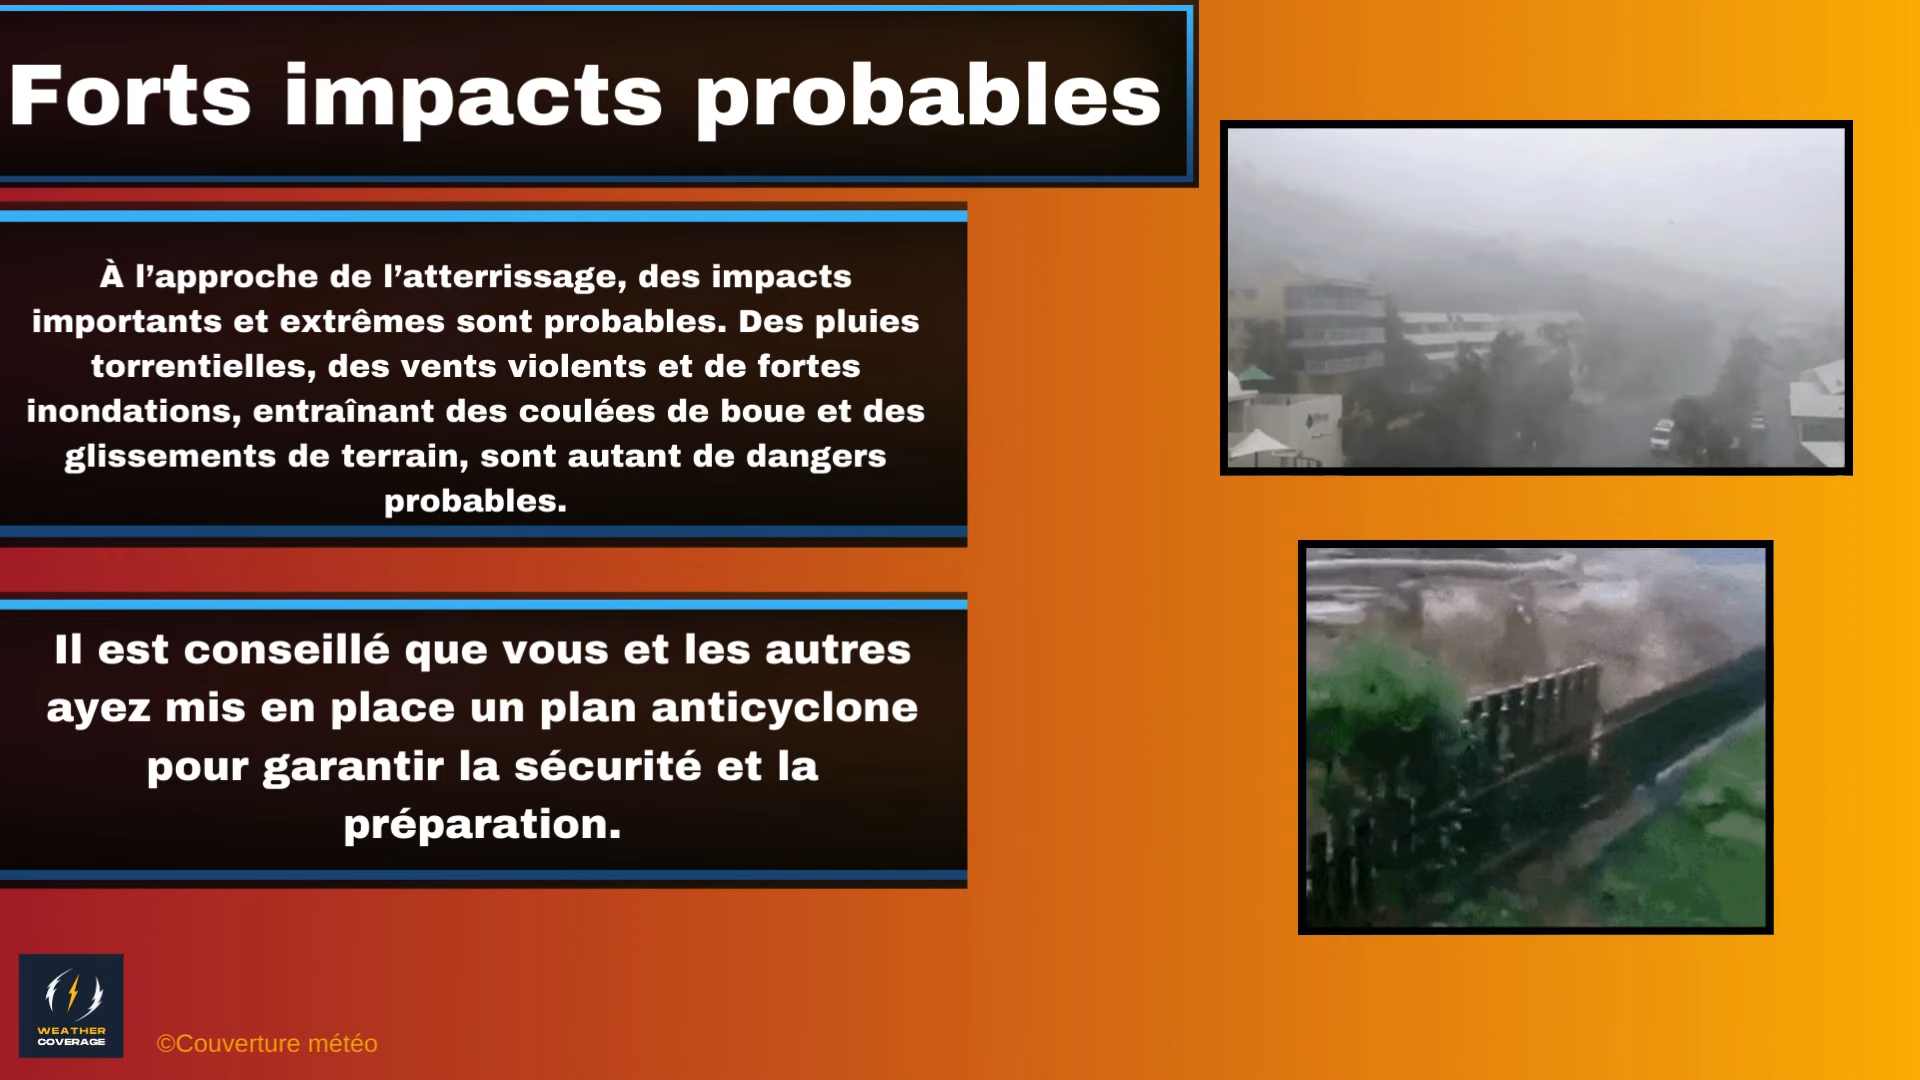 Forts impacts probables
À l’approche de l’atterrissage, des impacts
importants et extrêmes sont probables. Des pluies
torrentielles, des vents violents et de fortes
inondations, entraînant des coulées de boue et des
glissements de terrain, sont autant de dangers
probables.
Il est conseillé que vous et les autres
ayez mis en place un plan anticyclone
pour garantir la sécurité et la
préparation.
WEATHER
COVERAGE
©Couverture météo